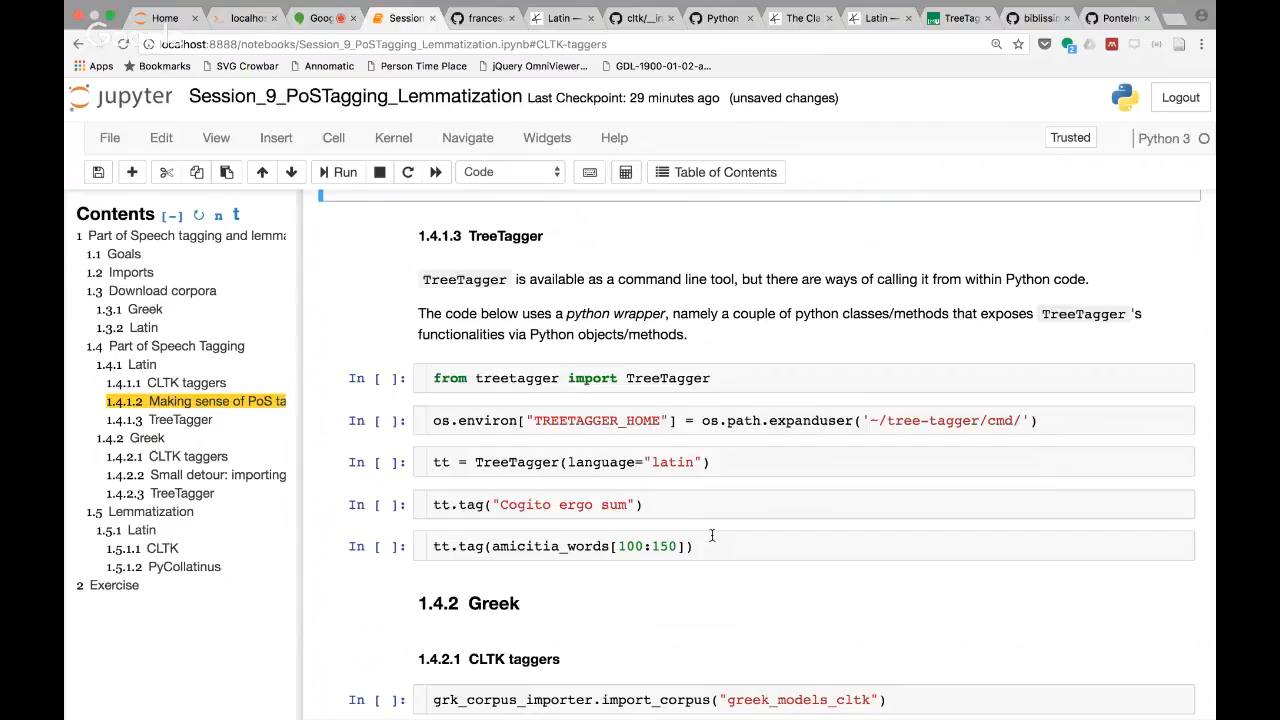 Home
localhos
Goog
Session
frances
Latin —
cltk/__in
Python
The Cla
Latin —
TreeTag
biblissin
PonteIn
localhost:8888/notebooks/Session_9_PoSTagging_Lemmatization.ipynb#CLTK-taggers
Apps
Bookmarks
SVG Crowbar
Annomatic
Person Time Place
jQuery OmniViewer...
GDL-1900-01-02-a...
jupyter
Session_9_PoSTagging_Lemmatization Last Checkpoint: 29 minutes ago (unsaved changes)
Logout
File Edit View Insert Cell Kernel Navigate Widgets Help
Trusted
Python 3
Run
Code
Table of Contents
Contents [-] n t
1 Part of Speech tagging and lemma
1.1 Goals
1.2 Imports
1.3 Download corpora
1.3.1 Greek
1.3.2 Latin
1.4 Part of Speech Tagging
1.4.1 Latin
1.4.1.1 CLTK taggers
1.4.1.2 Making sense of PoS ta
1.4.1.3 TreeTagger
1.4.2 Greek
1.4.2.1 CLTK taggers
1.4.2.2 Small detour: importing
1.4.2.3 TreeTagger
1.5 Lemmatization
1.5.1 Latin
1.5.1.1 CLTK
1.5.1.2 PyCollatinus
2 Exercise
1.4.1.3 TreeTagger
TreeTagger is available as a command line tool, but there are ways of calling it from within Python code.
The code below uses a python wrapper, namely a couple of python classes/methods that exposes TreeTagger's
functionalities via Python objects/methods.
In [ ]: from treetagger import TreeTagger
In [ ]: os.environ["TREETAGGER_HOME"] = os.path.expanduser('~/tree-tagger/cmd/')
In [ ]: tt = TreeTagger(language="latin")
In [ ]: tt.tag("Cogito ergo sum")
In [ ]: tt.tag(amicitia_words[100:150])
1.4.2 Greek
1.4.2.1 CLTK taggers
In [ ]: grk_corpus_importer.import_corpus("greek_models_cltk")